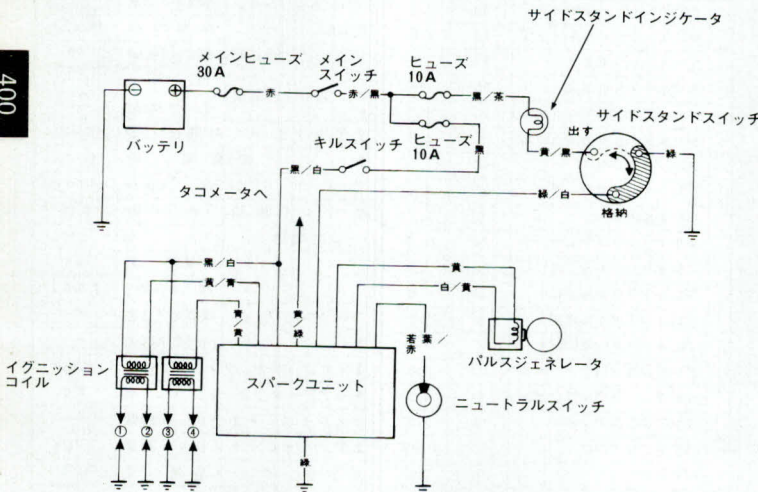 サイドスタンドインジケータ
400
メインヒューズ
30A
メイン
スイッチ
ヒューズ
10A
赤
赤/黒
黒/茶
サイドスタンドスイッチ
出す
バッテリ
キルスイッチ
ヒューズ
10A
黒
黄/黒
緑
黒/白
タコメータへ
緑/白
格納
黒/白
黄
白/黄
青/黄
黄/緑
若葉/赤
パルスジェネレータ
イグニッション
コイル
スパークユニット
ニュートラルスイッチ
① ② ③ ④
緑